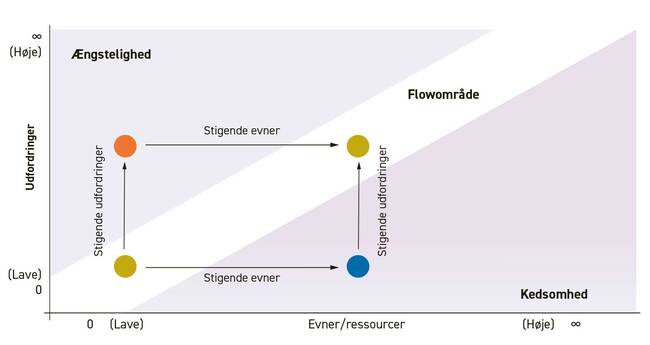 ∞
(Høje)
Ængstelighed
Flowområde
Udfordringer
Stigende evner
Stigende udfordringer
Stigende udfordringer
Stigende evner
(Lave)
0
Kedsomhed
0 (Lave) Evner/ressourcer (Høje) ∞